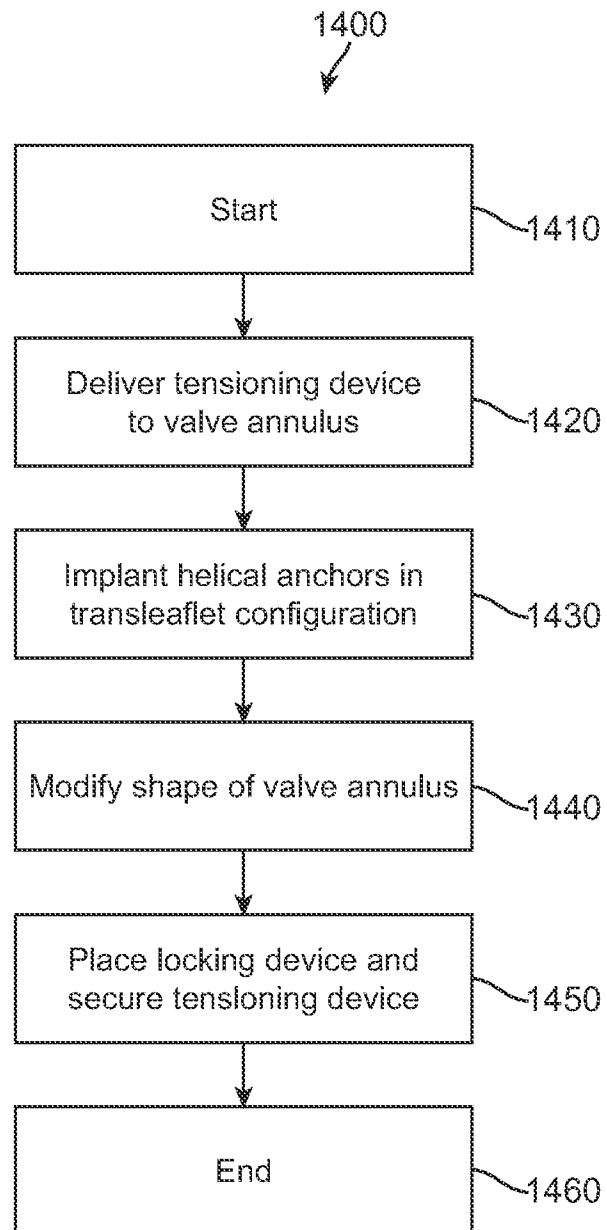 1400
Start
1410
Deliver tensioning device
to valve annulus
1420
Implant helical anchors in
transleaflet configuration
1430
Modify shape of valve annulus
1440
Place locking device and
secure tensioning device
1450
End
1460